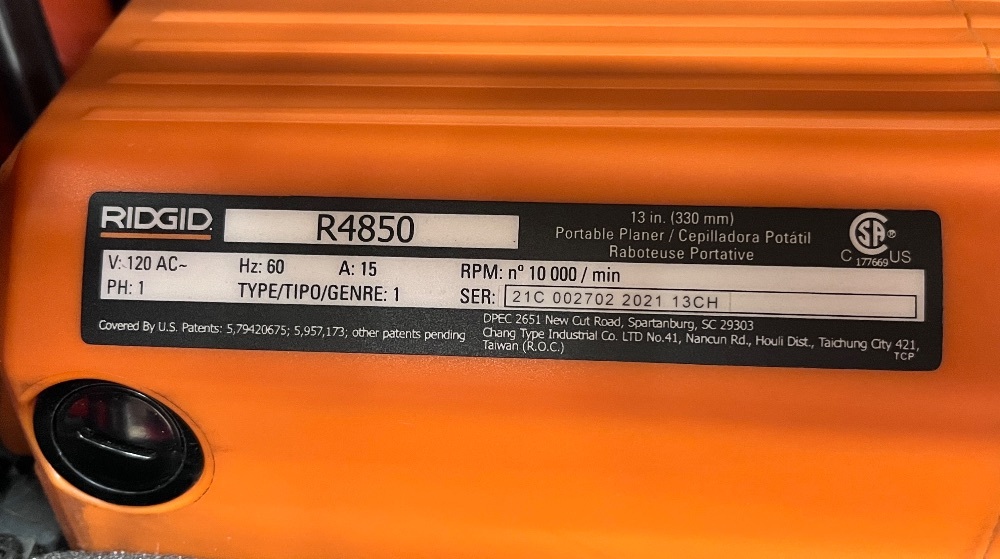 RIDGID
R4850
13 in. (330 mm)
Portable Planer / Cepilladora Potátil
Raboteuse Portative
SA ®
C 177669 US
V: 120 AC~ Hz: 60 A: 15 RPM: nº 10 000 / min
PH: 1 TYPE/TIPO/GENRE: 1 SER: 21C 002702 2021 13CH
Covered By U.S. Patents: 5,79420675; 5,957,173; other patents pending
DPEC 2651 New Cut Road, Spartanburg, SC 29303
Chang Type Industrial Co. LTD No.41, Nancun Rd., Houli Dist., Taichung City 421,
Taiwan (R.O.C.)
TCP